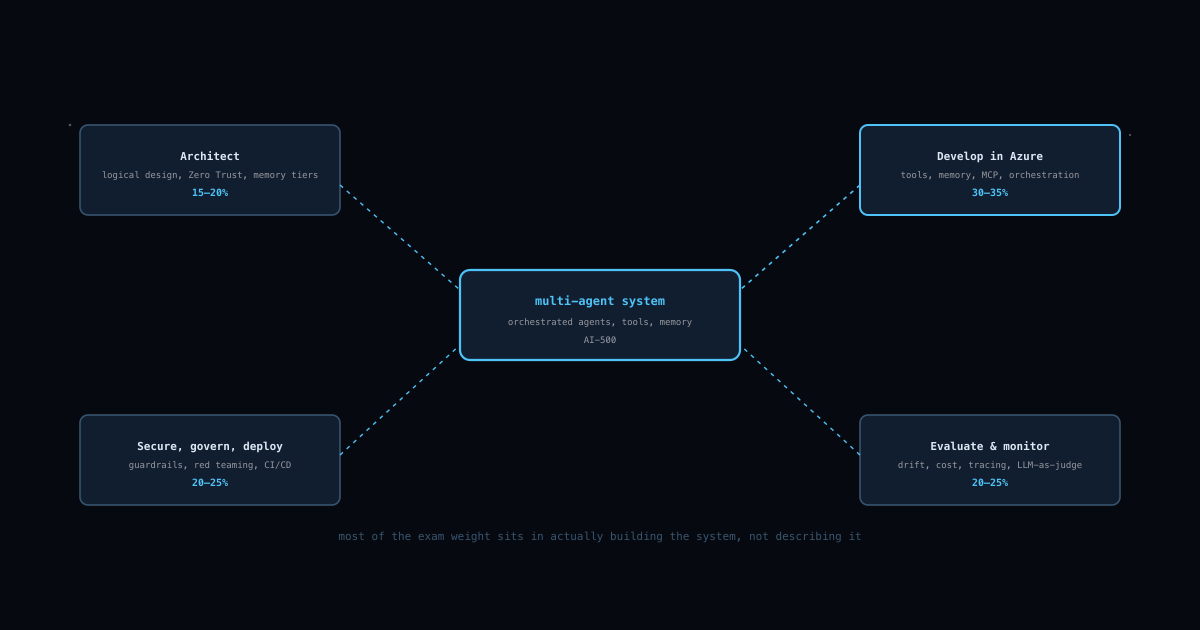 Architect
logical design, Zero Trust, memory tiers
15–20%
Develop in Azure
tools, memory, MCP, orchestration
30–35%
multi-agent system
orchestrated agents, tools, memory
AI-500
Secure, govern, deploy
guardrails, red teaming, CI/CD
20–25%
Evaluate & monitor
drift, cost, tracing, LLM-as-judge
20–25%
most of the exam weight sits in actually building the system, not describing it